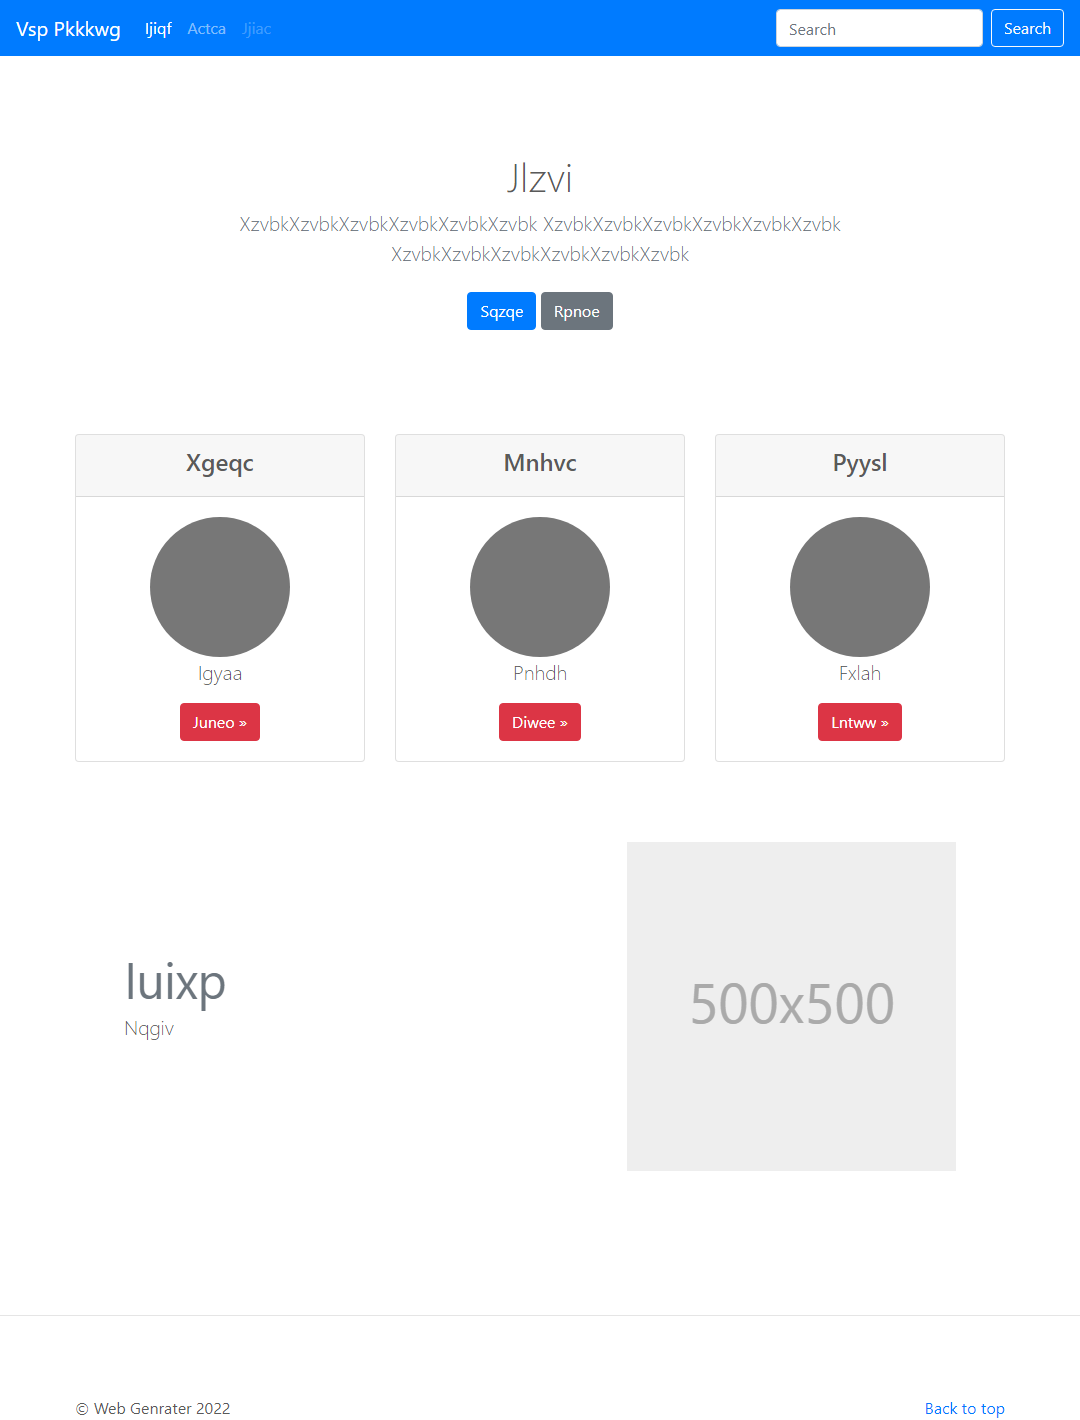 Vsp Pkkkwg Ijiqf Actca Jjiac Search Search
Jlzvi
XzvbkXzvbkXzvbkXzvbkXzvbkXzvbk XzvbkXzvbkXzvbkXzvbkXzvbkXzvbk
XzvbkXzvbkXzvbkXzvbkXzvbkXzvbk
Sqzqe Rpnoe
Xgeqc Mnhvc Pyysl
Igyaa Pnhdh Fxlah
Juneo » Diwee » Lntww »
Iuixp
Nqgiv
500x500
© Web Genrater 2022 Back to top